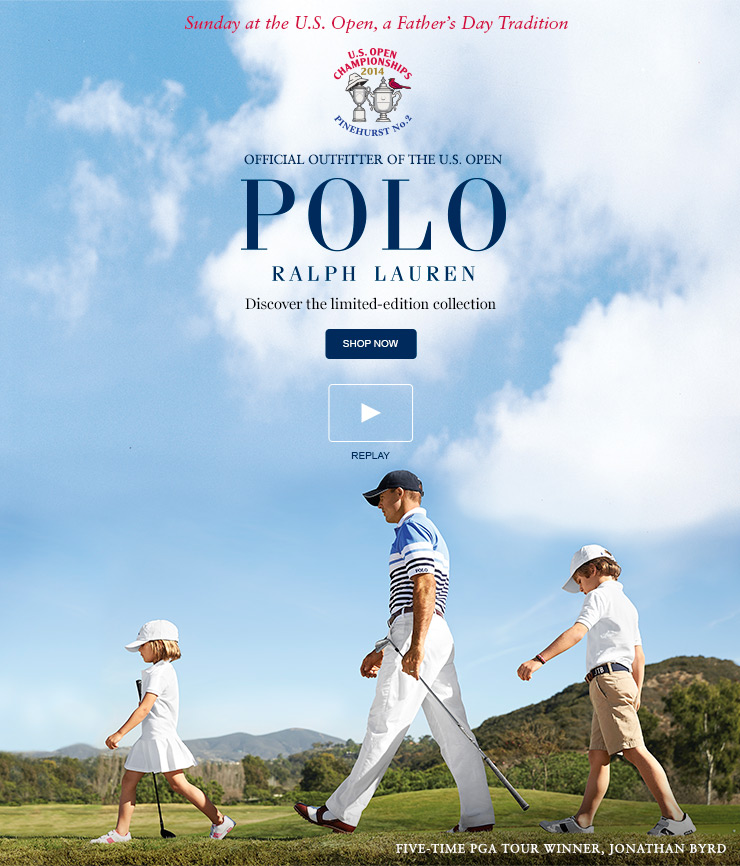 Sunday at the U.S. Open, a Father's Day Tradition
U.S. OPEN
CHAMPIONSHIPS
2014
PINEHURST No.2
OFFICIAL OUTFITTER OF THE U.S. OPEN
POLO
RALPH LAUREN
Discover the limited-edition collection
SHOP NOW
REPLAY
POLO
JTB
FIVE-TIME PGA TOUR WINNER, JONATHAN BYRD